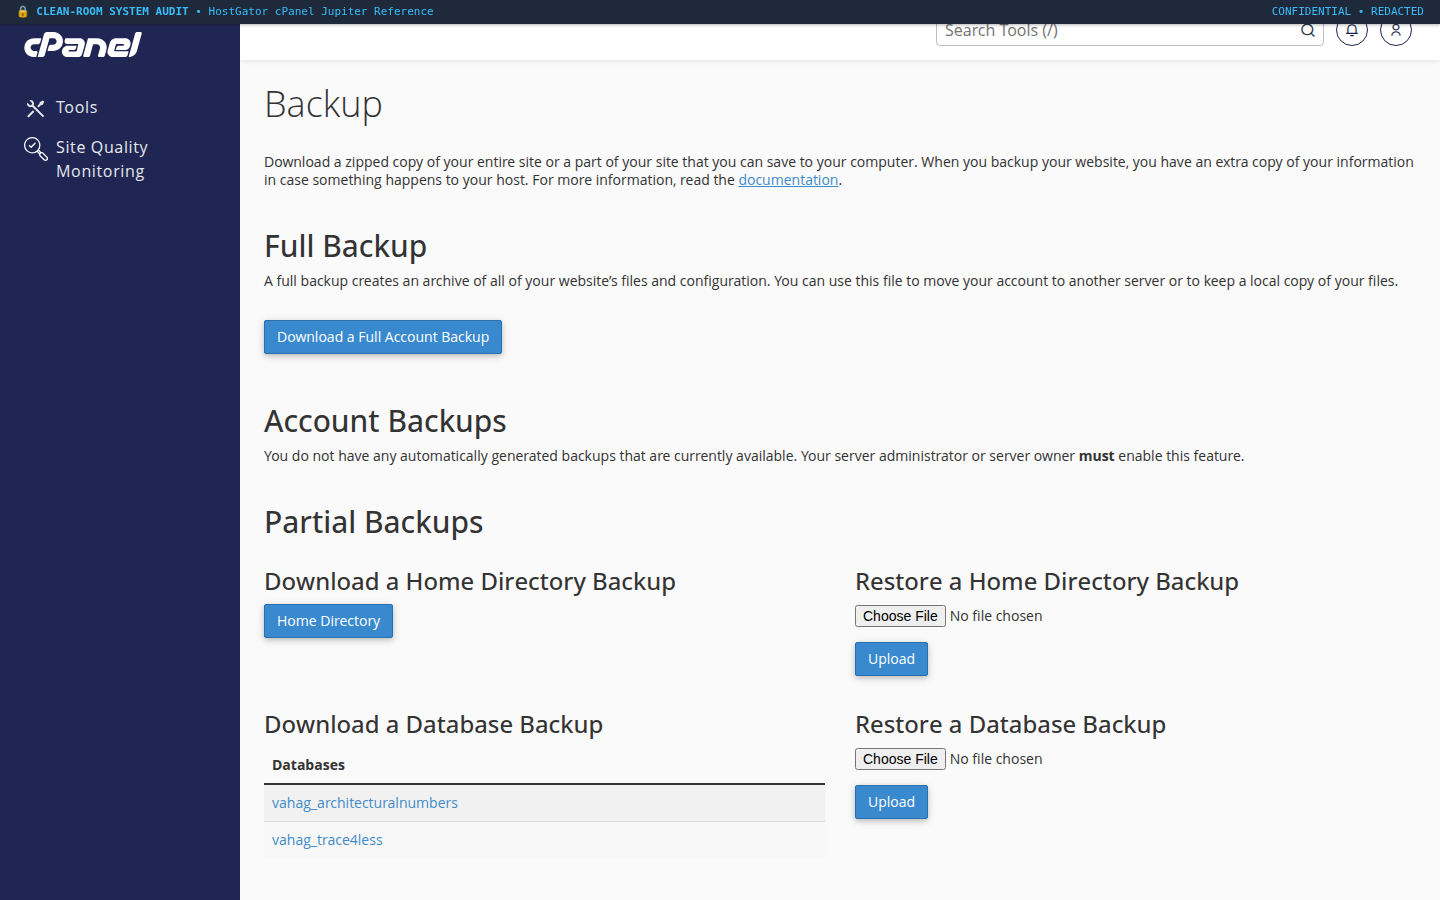 🔒 CLEAN-ROOM SYSTEM AUDIT • HostGator cPanel Jupiter Reference
CONFIDENTIAL • REDACTED
cPanel
Search Tools (/)
Tools
Site Quality
Monitoring
Backup
Download a zipped copy of your entire site or a part of your site that you can save to your computer. When you backup your website, you have an extra copy of your information
in case something happens to your host. For more information, read the documentation.
Full Backup
A full backup creates an archive of all of your website’s files and configuration. You can use this file to move your account to another server or to keep a local copy of your files.
Download a Full Account Backup
Account Backups
You do not have any automatically generated backups that are currently available. Your server administrator or server owner must enable this feature.
Partial Backups
Download a Home Directory Backup
Home Directory
Restore a Home Directory Backup
Choose File No file chosen
Upload
Download a Database Backup
Databases
vahag_architecturalnumbers
vahag_trace4less
Restore a Database Backup
Choose File No file chosen
Upload